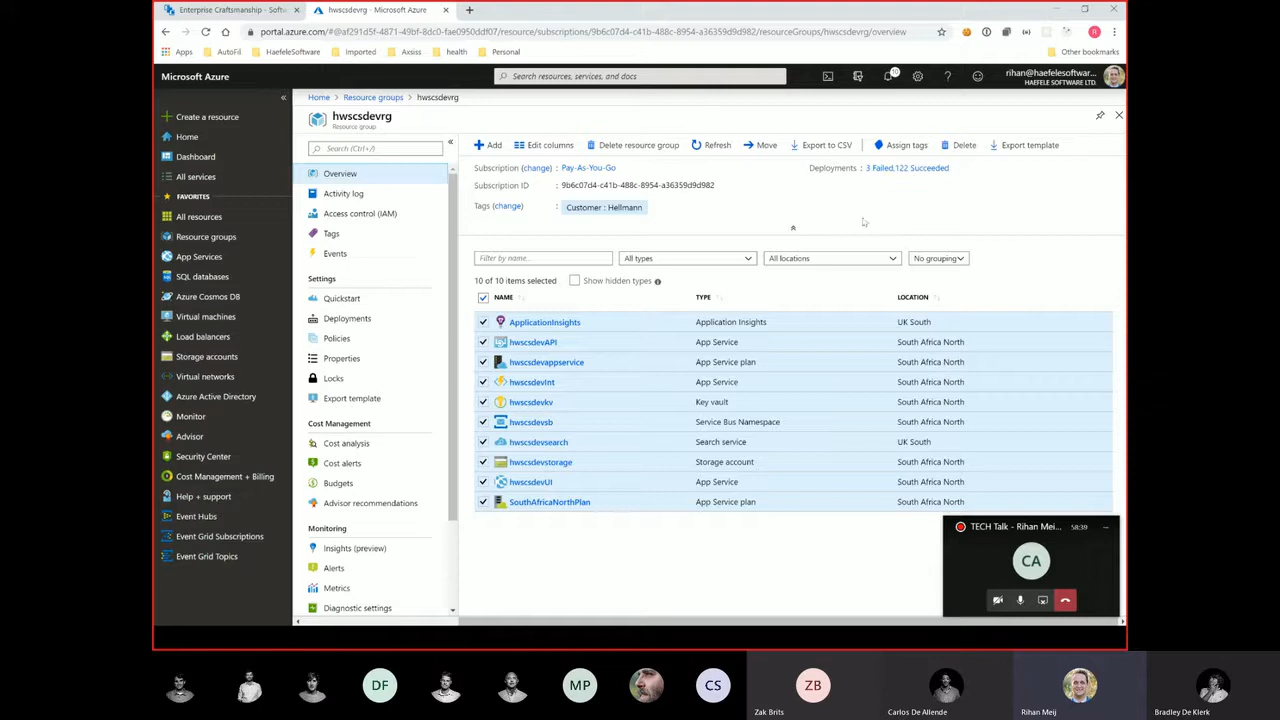 Enterprise Craftsmanship - Softw
hwscsdevrg - Microsoft Azure
portal.azure.com/#@af291d5f-4871-49bf-8dc0-fae0950ddf07/resource/subscriptions/9b6c07d4-c41b-488c-8954-a36359d9d982/resourceGroups/hwscsdevrg/overview
Apps AutoFil HaefeleSoftware Imported Axsiss health Personal Other bookmarks
Microsoft Azure
Search resources, services, and docs
rihan@haefelesoftwar...
HAEFELE SOFTWARE LTD.
Create a resource
Home
Dashboard
All services
FAVORITES
All resources
Resource groups
App Services
SQL databases
Azure Cosmos DB
Virtual machines
Load balancers
Storage accounts
Virtual networks
Azure Active Directory
Monitor
Advisor
Security Center
Cost Management + Billing
Help + support
Event Hubs
Event Grid Subscriptions
Event Grid Topics
Home > Resource groups > hwscsdevrg
hwscsdevrg
Resource group
Search (Ctrl+/)
Overview
Activity log
Access control (IAM)
Tags
Events
Settings
Quickstart
Deployments
Policies
Properties
Locks
Export template
Cost Management
Cost analysis
Cost alerts
Budgets
Advisor recommendations
Monitoring
Insights (preview)
Alerts
Metrics
Diagnostic settings
Add Edit columns Delete resource group Refresh Move Export to CSV Assign tags Delete Export template
Subscription (change) : Pay-As-You-Go
Deployments : 3 Failed,122 Succeeded
Subscription ID : 9b6c07d4-c41b-488c-8954-a36359d9d982
Tags (change) : Customer : Hellmann
Filter by name... All types All locations No grouping
10 of 10 items selected Show hidden types
NAME TYPE LOCATION
ApplicationInsights Application Insights UK South
hwscsdevAPI App Service South Africa North
hwscsdevappservice App Service plan South Africa North
hwscsdevInt App Service South Africa North
hwscsdevkv Key vault South Africa North
hwscsdevsb Service Bus Namespace South Africa North
hwscsdevsearch Search service UK South
hwscsdevstorage Storage account South Africa North
hwscsdevUI App Service South Africa North
SouthAfricaNorthPlan App Service plan South Africa North
TECH Talk - Rihan Mei... 58:39
CA
DF
MP
CS
ZB
Zak Brits
Carlos De Allende
Rihan Meij
Bradley De Klerk